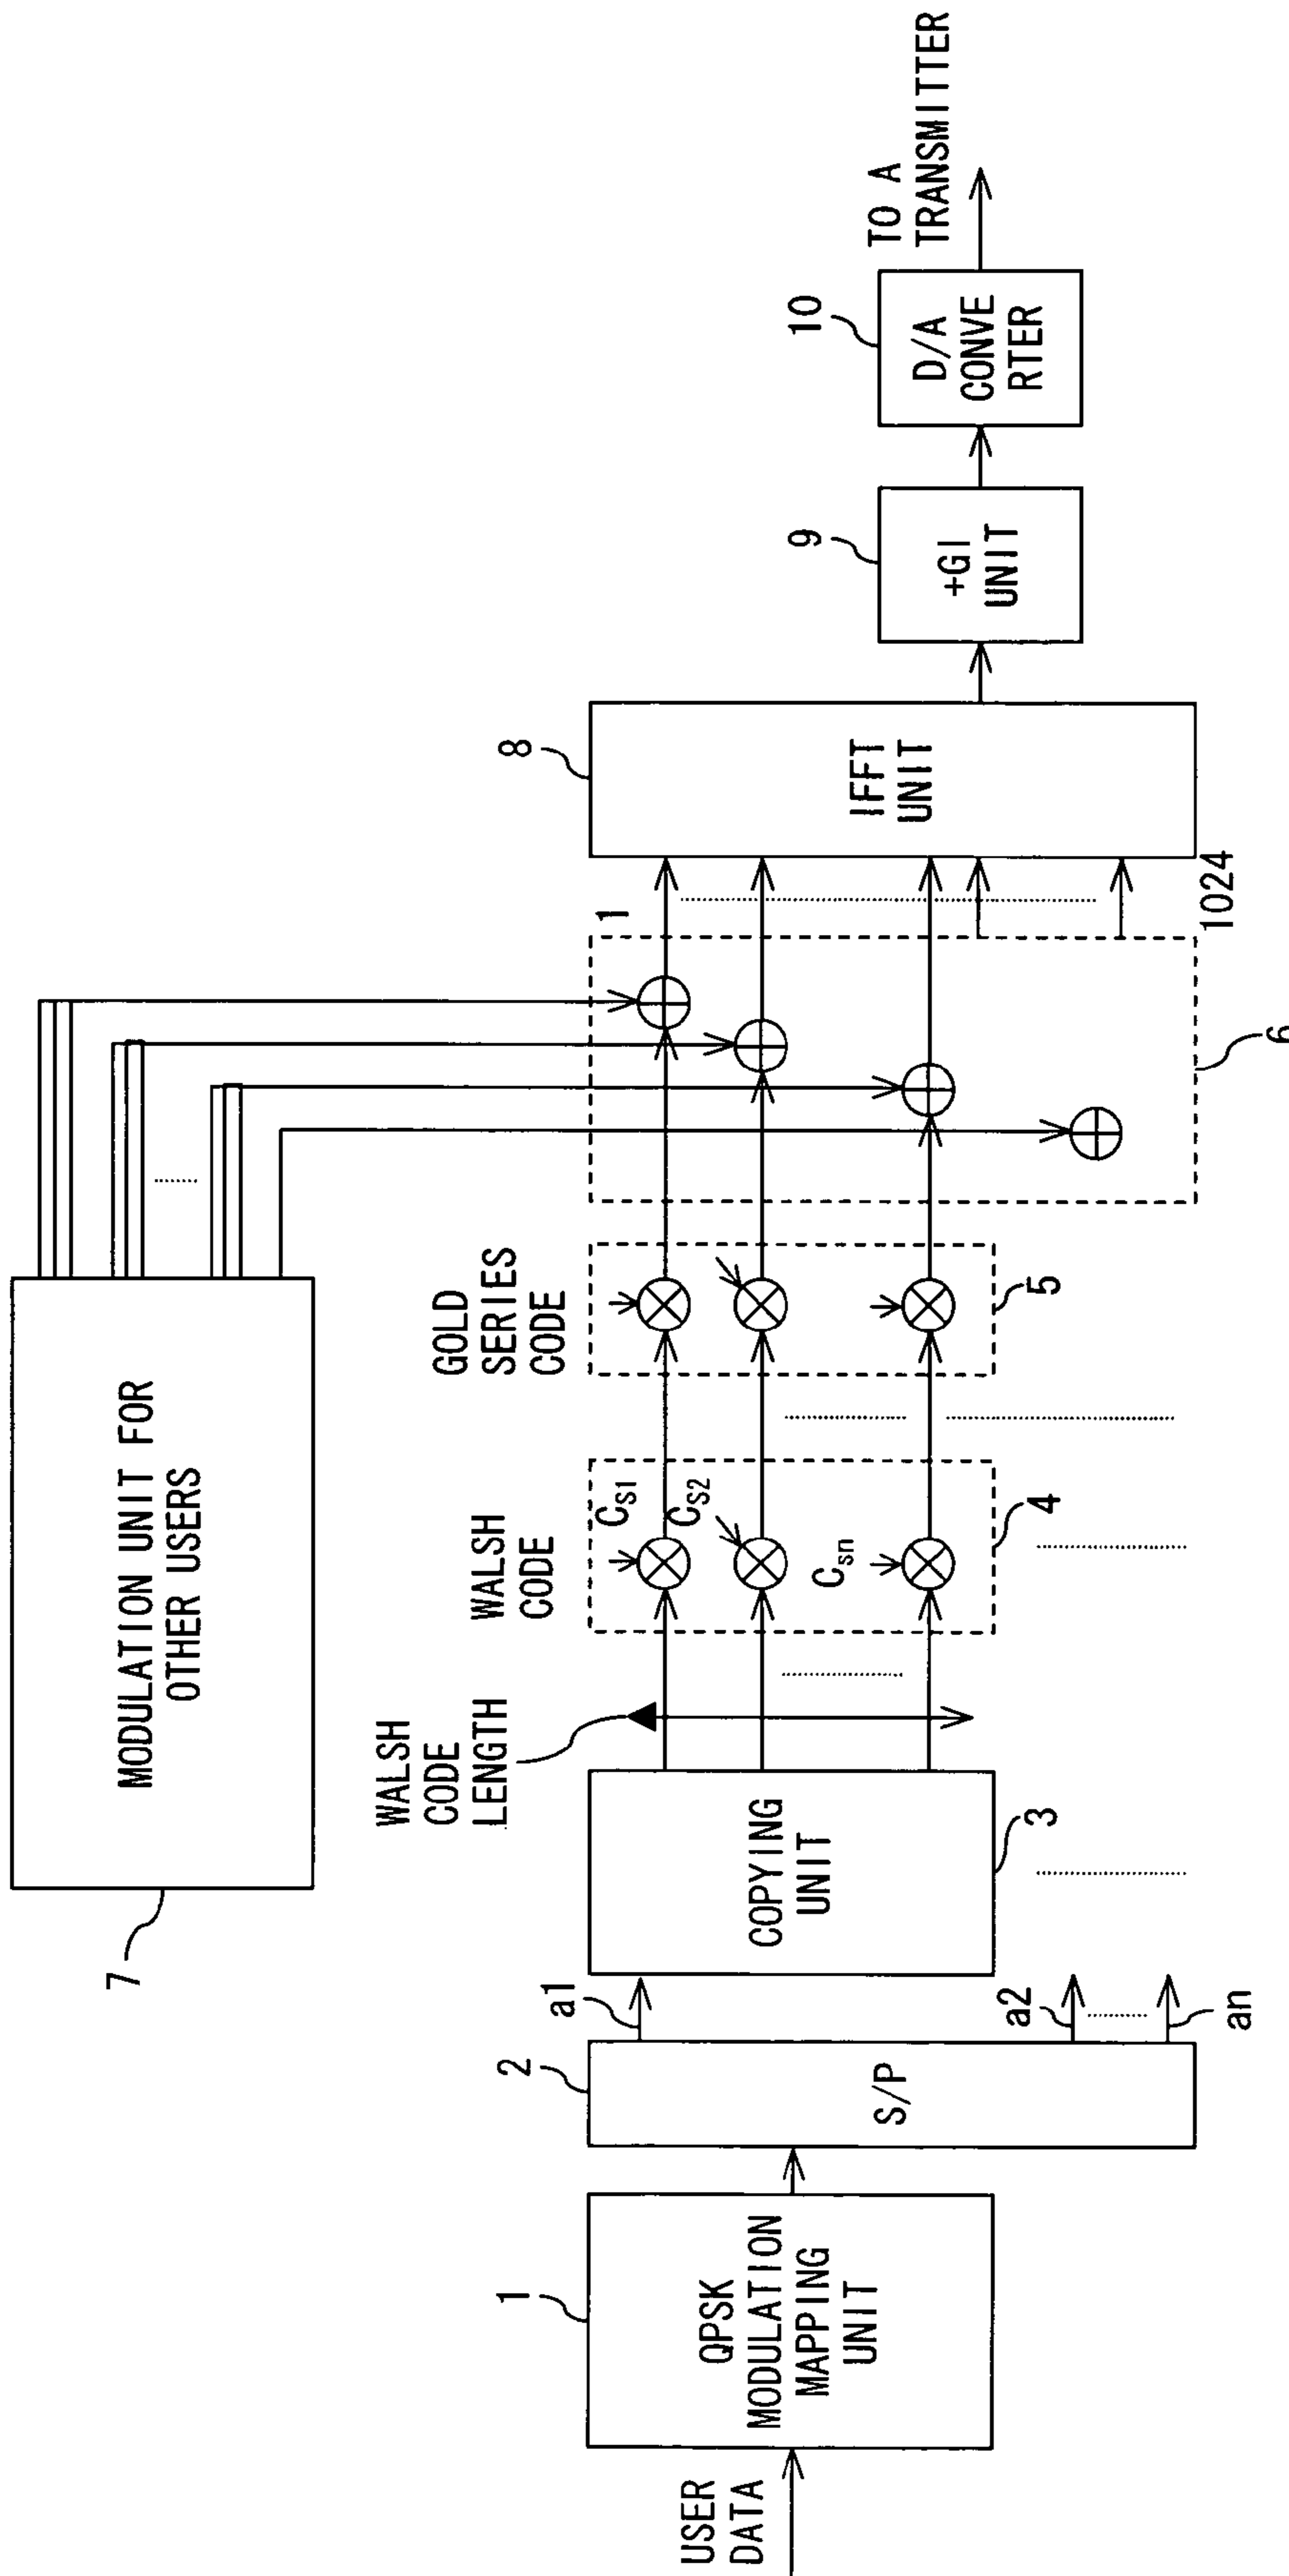 USER
DATA
1
QPSK
MODULATION
MAPPING
UNIT
2
S/P
a1
a2
an
COPYING
UNIT
3
WALSH
CODE
LENGTH
WALSH
CODE
CS1
CS2
Csn
4
GOLD
SERIES
CODE
5
7
MODULATION UNIT FOR
OTHER USERS
6
1
1024
8
IFFT
UNIT
9
+GI
UNIT
10
D/A
CONVE
RTER
TO A
TRANSMITTER